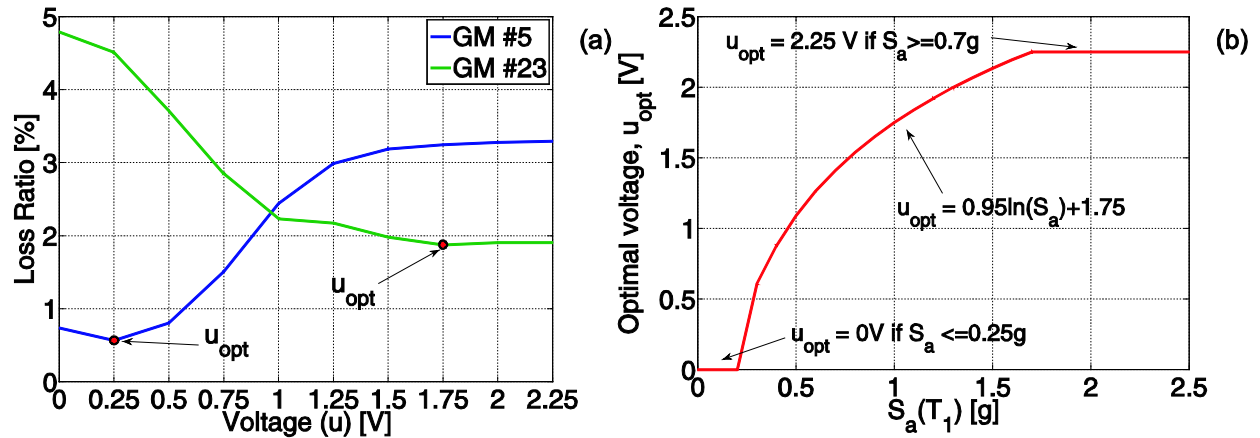 GM #5
GM #23
(a)
Loss Ratio [%]
5
4
3
2
1
0
u_opt
u_opt
0 0.25 0.5 0.75 1.0 1.25 1.5 1.75 2.0 2.25
Voltage (u) [V]
(b)
Optimal voltage, u_opt [V]
2.5
2
1.5
1
0.5
0
u_opt = 2.25 V if S_a>=0.7g
u_opt = 0.95ln(S_a)+1.75
u_opt = 0V if S_a <=0.25g
0 0.5 1 1.5 2 2.5
S_a(T_1) [g]